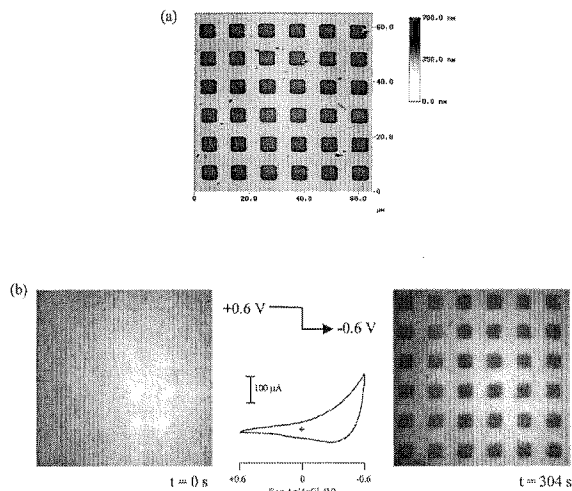 (a)
700.0 nm
60.0
350.0 nm
40.0
0.0 nm
20.0
0
0 20.0 40.0 60.0
μm
(b)
+0.6 V
-0.6 V
100 μA
+0.6 0 -0.6
t = 0 s
t = 304 s